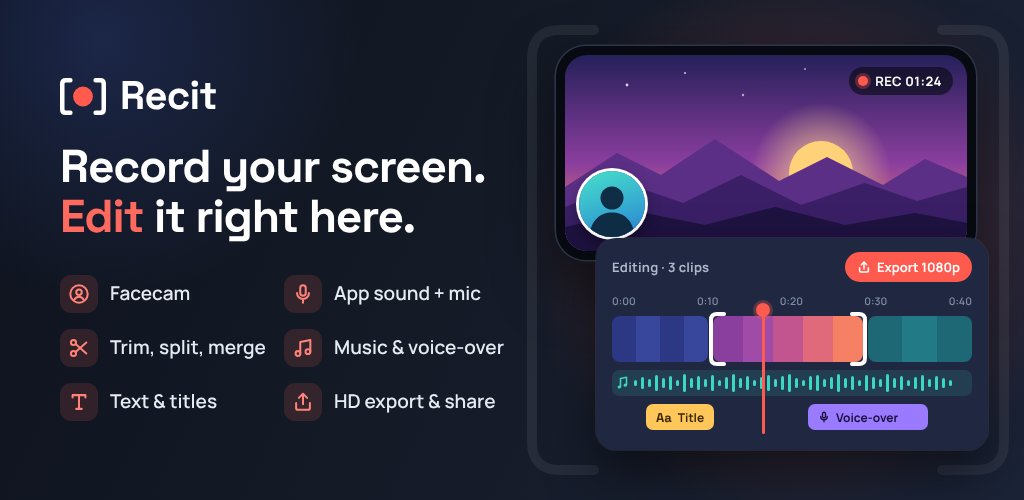 Recit
Record your screen.
Edit it right here.
Facecam
App sound + mic
Trim, split, merge
Music & voice-over
Text & titles
HD export & share
REC 01:24
Editing · 3 clips
Export 1080p
0:00 0:10 0:20 0:30 0:40
Aa Title
Voice-over